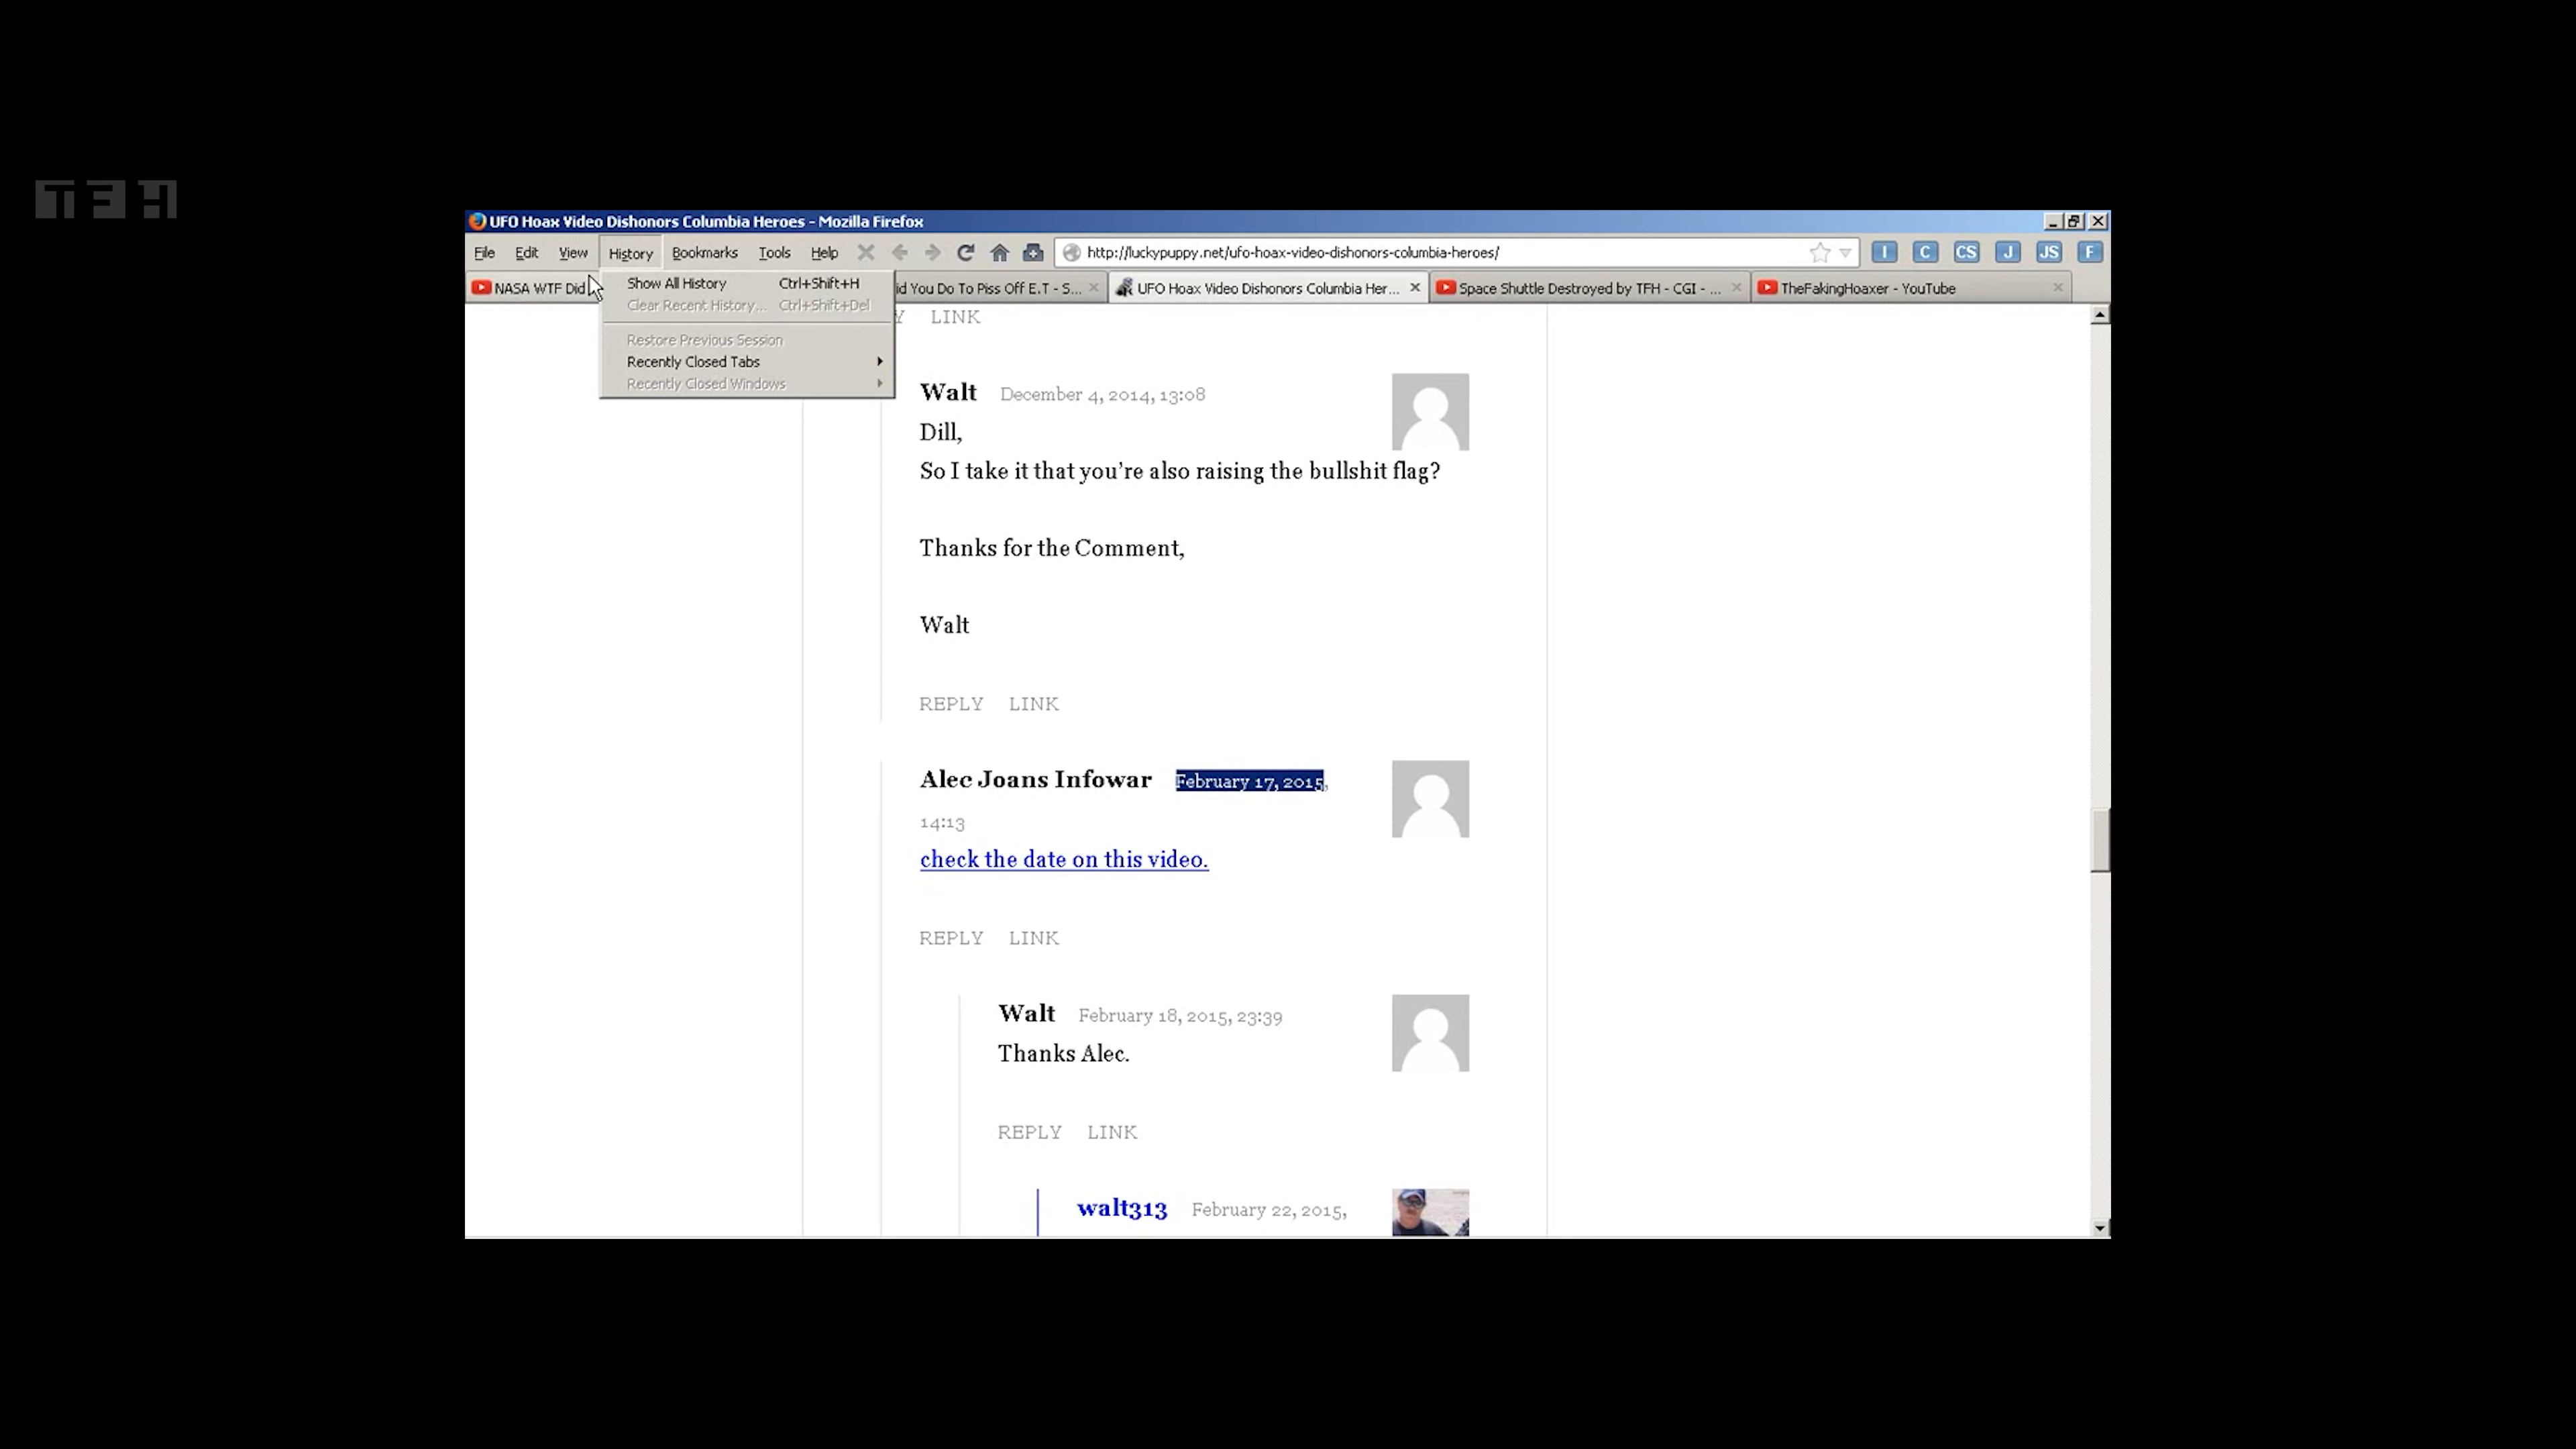 TFH
UFO Hoax Video Dishonors Columbia Heroes - Mozilla Firefox
File Edit View History Bookmarks Tools Help http://luckypuppy.net/ufo-hoax-video-dishonors-columbia-heroes/ I C CS J JS F
NASA WTF Did id You Do To Piss Off E.T - S... UFO Hoax Video Dishonors Columbia Her... Space Shuttle Destroyed by TFH - CGI - ... TheFakingHoaxer - YouTube
Show All History Ctrl+Shift+H
Clear Recent History... Ctrl+Shift+Del
Restore Previous Session
Recently Closed Tabs
Recently Closed Windows
Y LINK
Walt December 4, 2014, 13:08
Dill,
So I take it that you're also raising the bullshit flag?
Thanks for the Comment,
Walt
REPLY LINK
Alec Joans Infowar February 17, 2015,
14:13
check the date on this video.
REPLY LINK
Walt February 18, 2015, 23:39
Thanks Alec.
REPLY LINK
walt313 February 22, 2015,